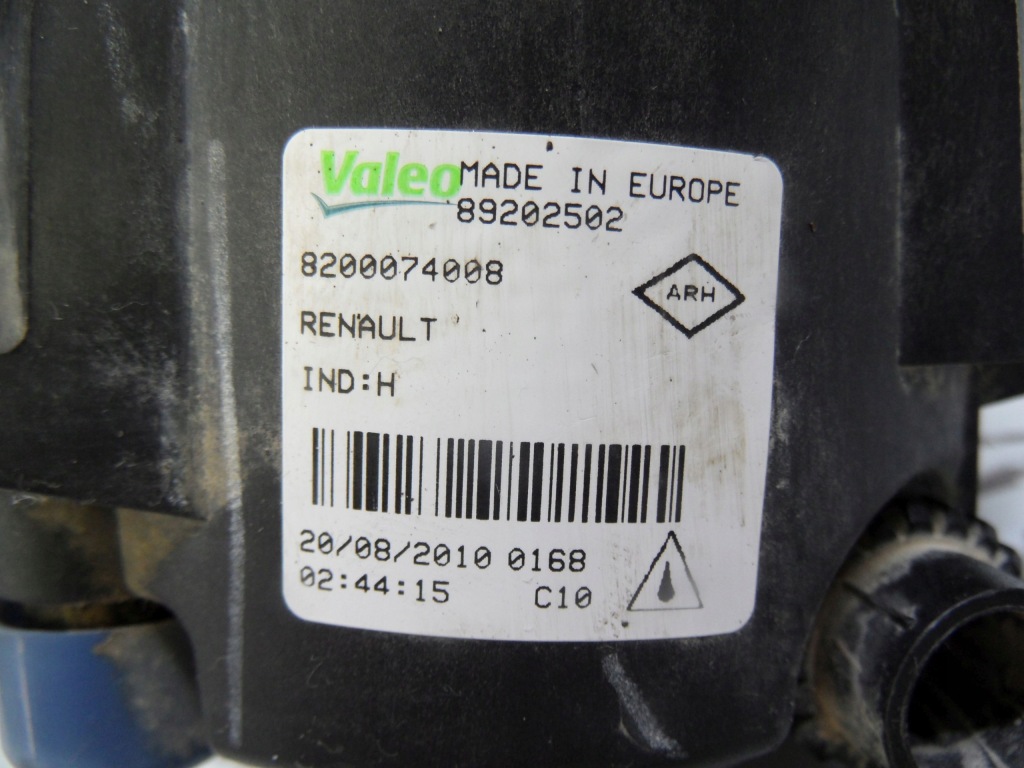 Valeo MADE IN EUROPE
89202502
8200074008
ARH
RENAULT
IND:H
20/08/2010 0168
02:44:15 C10